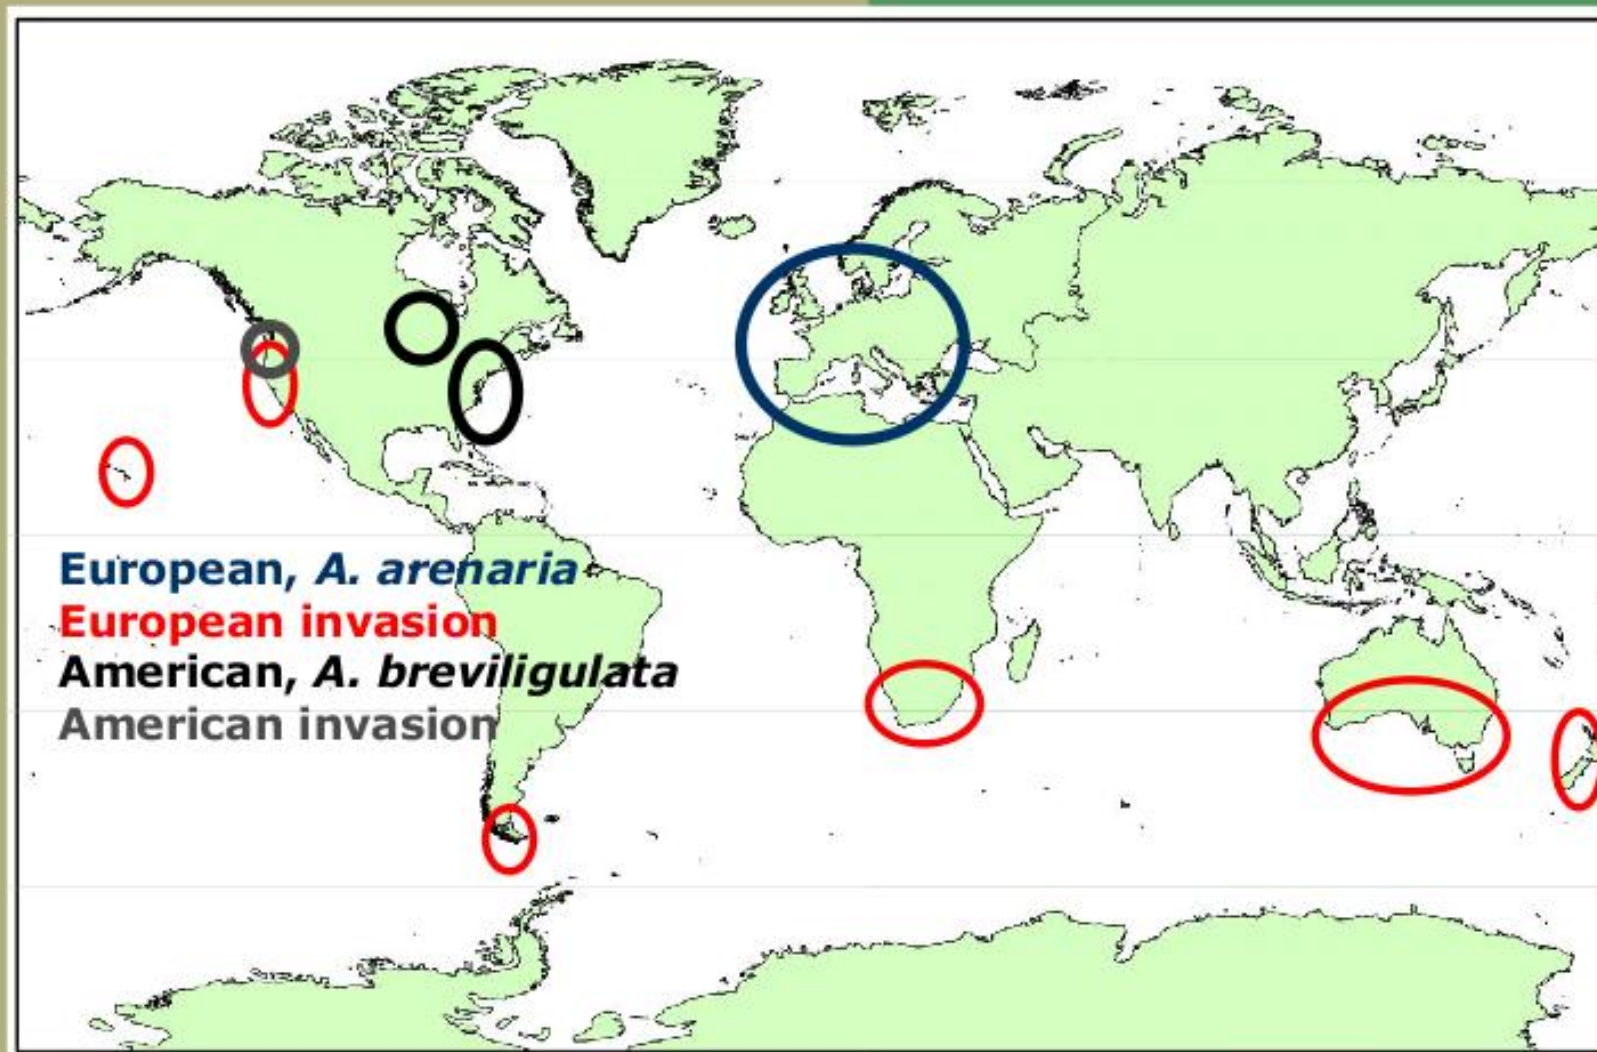 European, A. arenaria
European invasion
American, A. breviligulata
American invasion